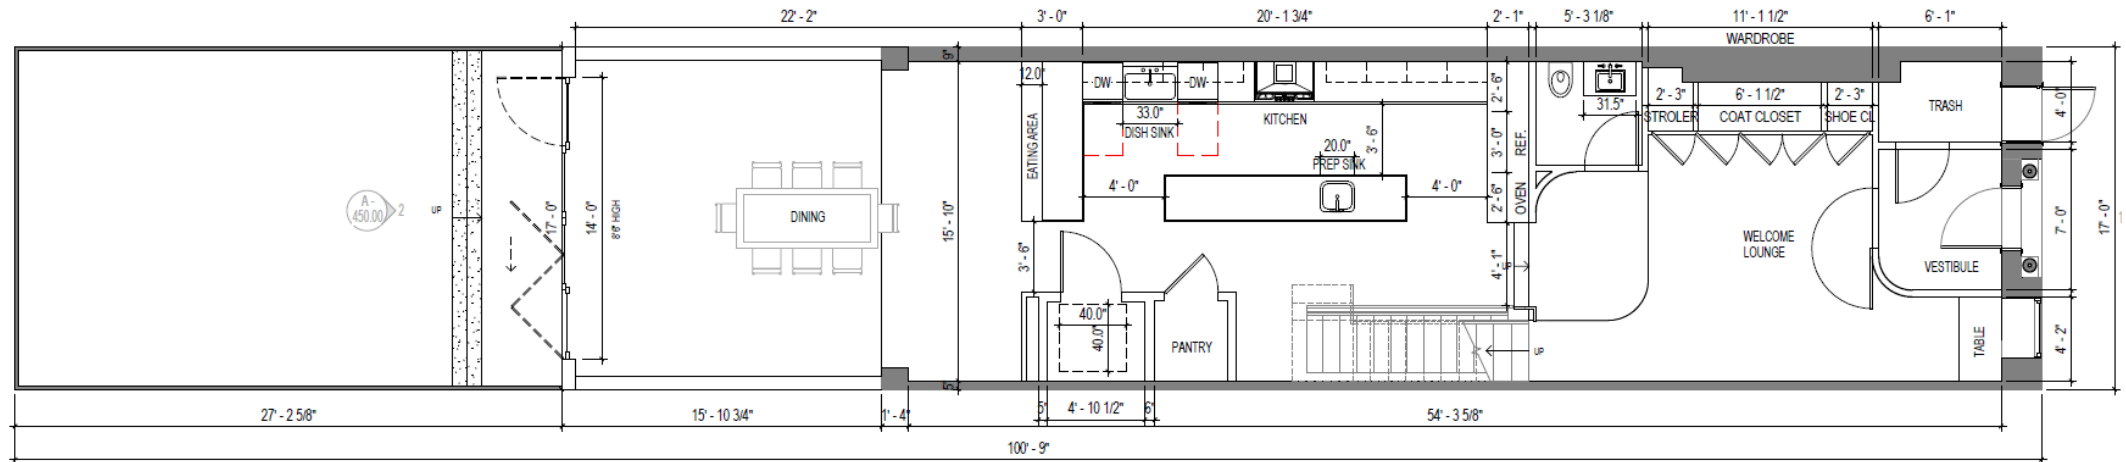 22' - 2"
3' - 0"
20' - 1 3/4"
2' - 1"
5' - 3 1/8"
11' - 1 1/2"
6' - 1"
WARDROBE
9"
12.0"
DW
DW
33.0"
DISH SINK
KITCHEN
EATING AREA
2' - 6"
3' - 0"
REF.
2' - 6"
OVEN
3' - 6"
20.0"
PREP SINK
4' - 0"
4' - 0"
31.5"
2' - 3"
6' - 1 1/2"
2' - 3"
STROLER
COAT CLOSET
SHOE CL
TRASH
4' - 0"
A -
450.00
2
UP
17' - 0"
14' - 0"
8'6" HIGH
DINING
15' - 10"
3' - 6"
4' - 1"
UP
WELCOME
LOUNGE
VESTIBULE
7' - 0"
17' - 0"
1
40.0"
40.0"
PANTRY
UP
TABLE
4' - 2"
5"
27' - 2 5/8"
15' - 10 3/4"
1' - 4"
5"
4' - 10 1/2"
6"
54' - 3 5/8"
100' - 9"